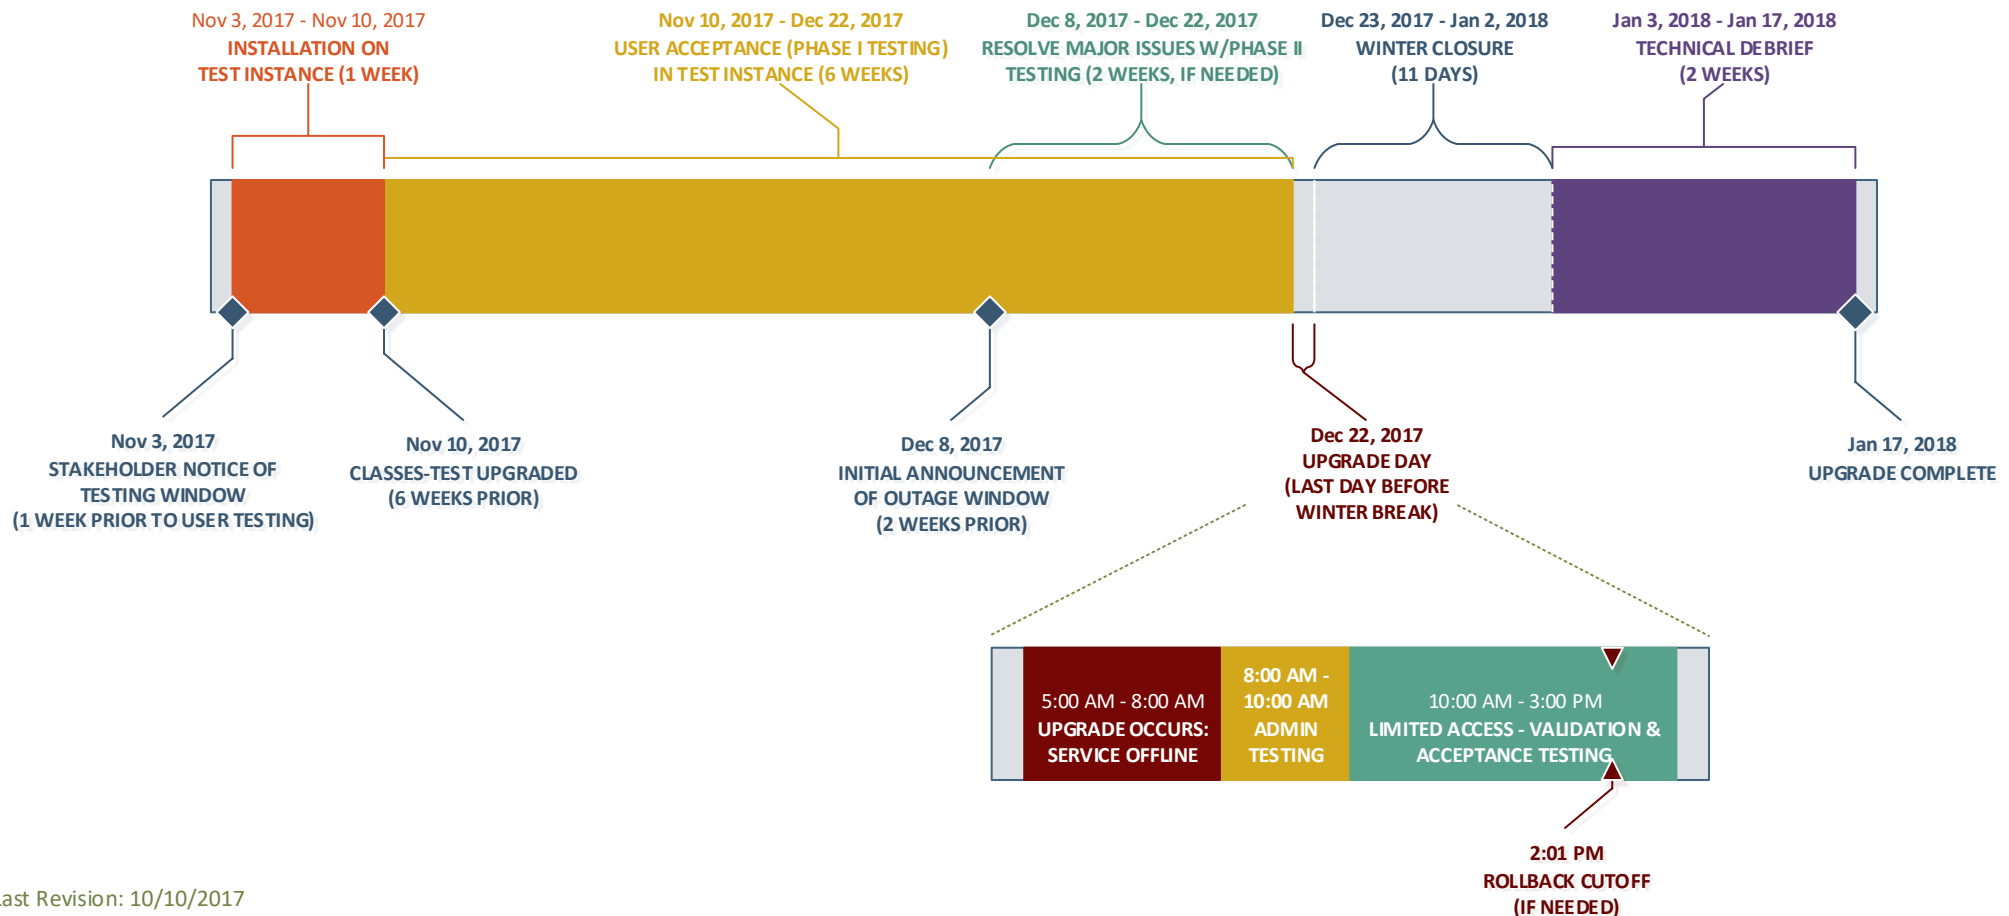 Nov 3, 2017 - Nov 10, 2017
INSTALLATION ON
TEST INSTANCE (1 WEEK)
Nov 10, 2017 - Dec 22, 2017
USER ACCEPTANCE (PHASE I TESTING)
IN TEST INSTANCE (6 WEEKS)
Dec 8, 2017 - Dec 22, 2017
RESOLVE MAJOR ISSUES W/PHASE II
TESTING (2 WEEKS, IF NEEDED)
Dec 23, 2017 - Jan 2, 2018
WINTER CLOSURE
(11 DAYS)
Jan 3, 2018 - Jan 17, 2018
TECHNICAL DEBRIEF
(2 WEEKS)
Nov 3, 2017
STAKEHOLDER NOTICE OF
TESTING WINDOW
(1 WEEK PRIOR TO USER TESTING)
Nov 10, 2017
CLASSES-TEST UPGRADED
(6 WEEKS PRIOR)
Dec 8, 2017
INITIAL ANNOUNCEMENT
OF OUTAGE WINDOW
(2 WEEKS PRIOR)
Dec 22, 2017
UPGRADE DAY
(LAST DAY BEFORE
WINTER BREAK)
Jan 17, 2018
UPGRADE COMPLETE
5:00 AM - 8:00 AM
UPGRADE OCCURS:
SERVICE OFFLINE
8:00 AM -
10:00 AM
ADMIN
TESTING
10:00 AM - 3:00 PM
LIMITED ACCESS - VALIDATION &
ACCEPTANCE TESTING
2:01 PM
ROLLBACK CUTOFF
(IF NEEDED)
Last Revision: 10/10/2017